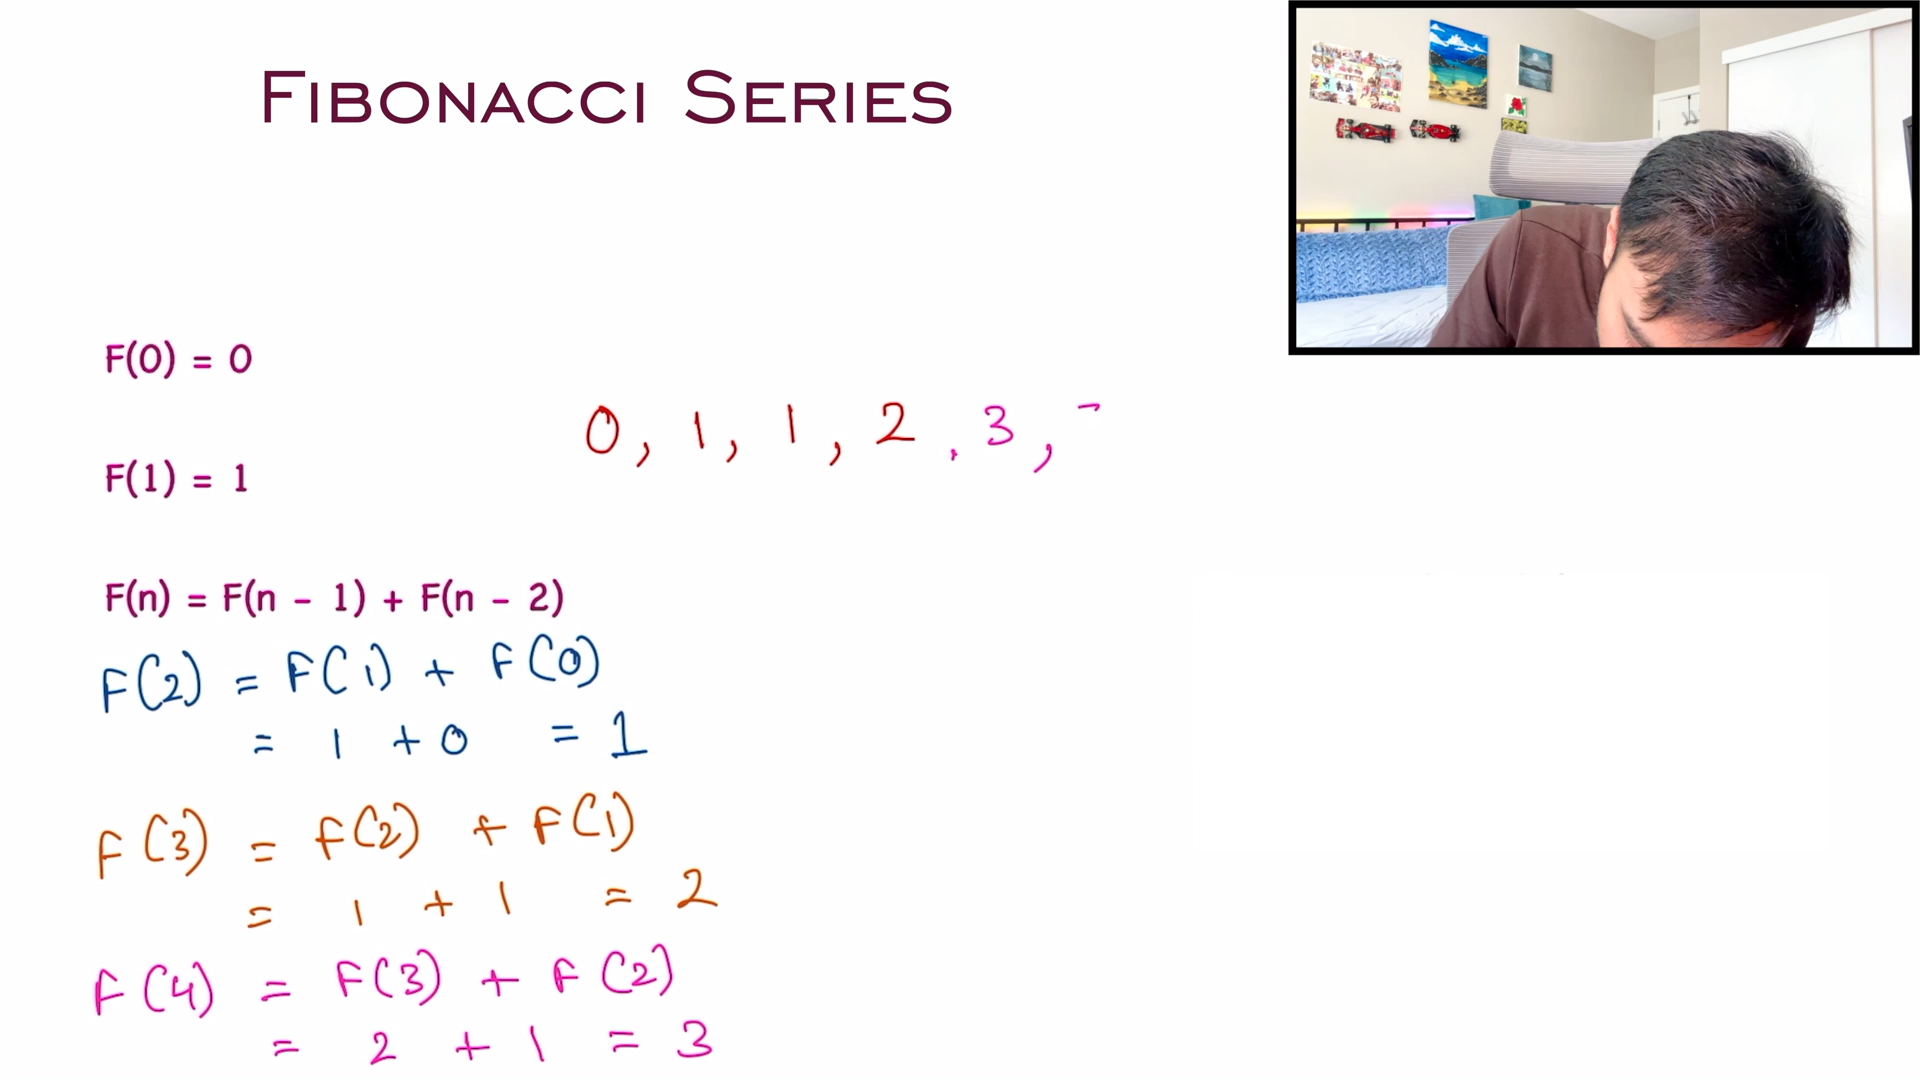 Fibonacci Series
F(0) = 0
0, 1, 1, 2 . 3,
F(1) = 1
F(n) = F(n - 1) + F(n - 2)
F(2) = F(1) + F(0)
= 1 + 0 = 1
F(3) = F(2) + F(1)
= 1 + 1 = 2
F(4) = F(3) + F(2)
= 2 + 1 = 3